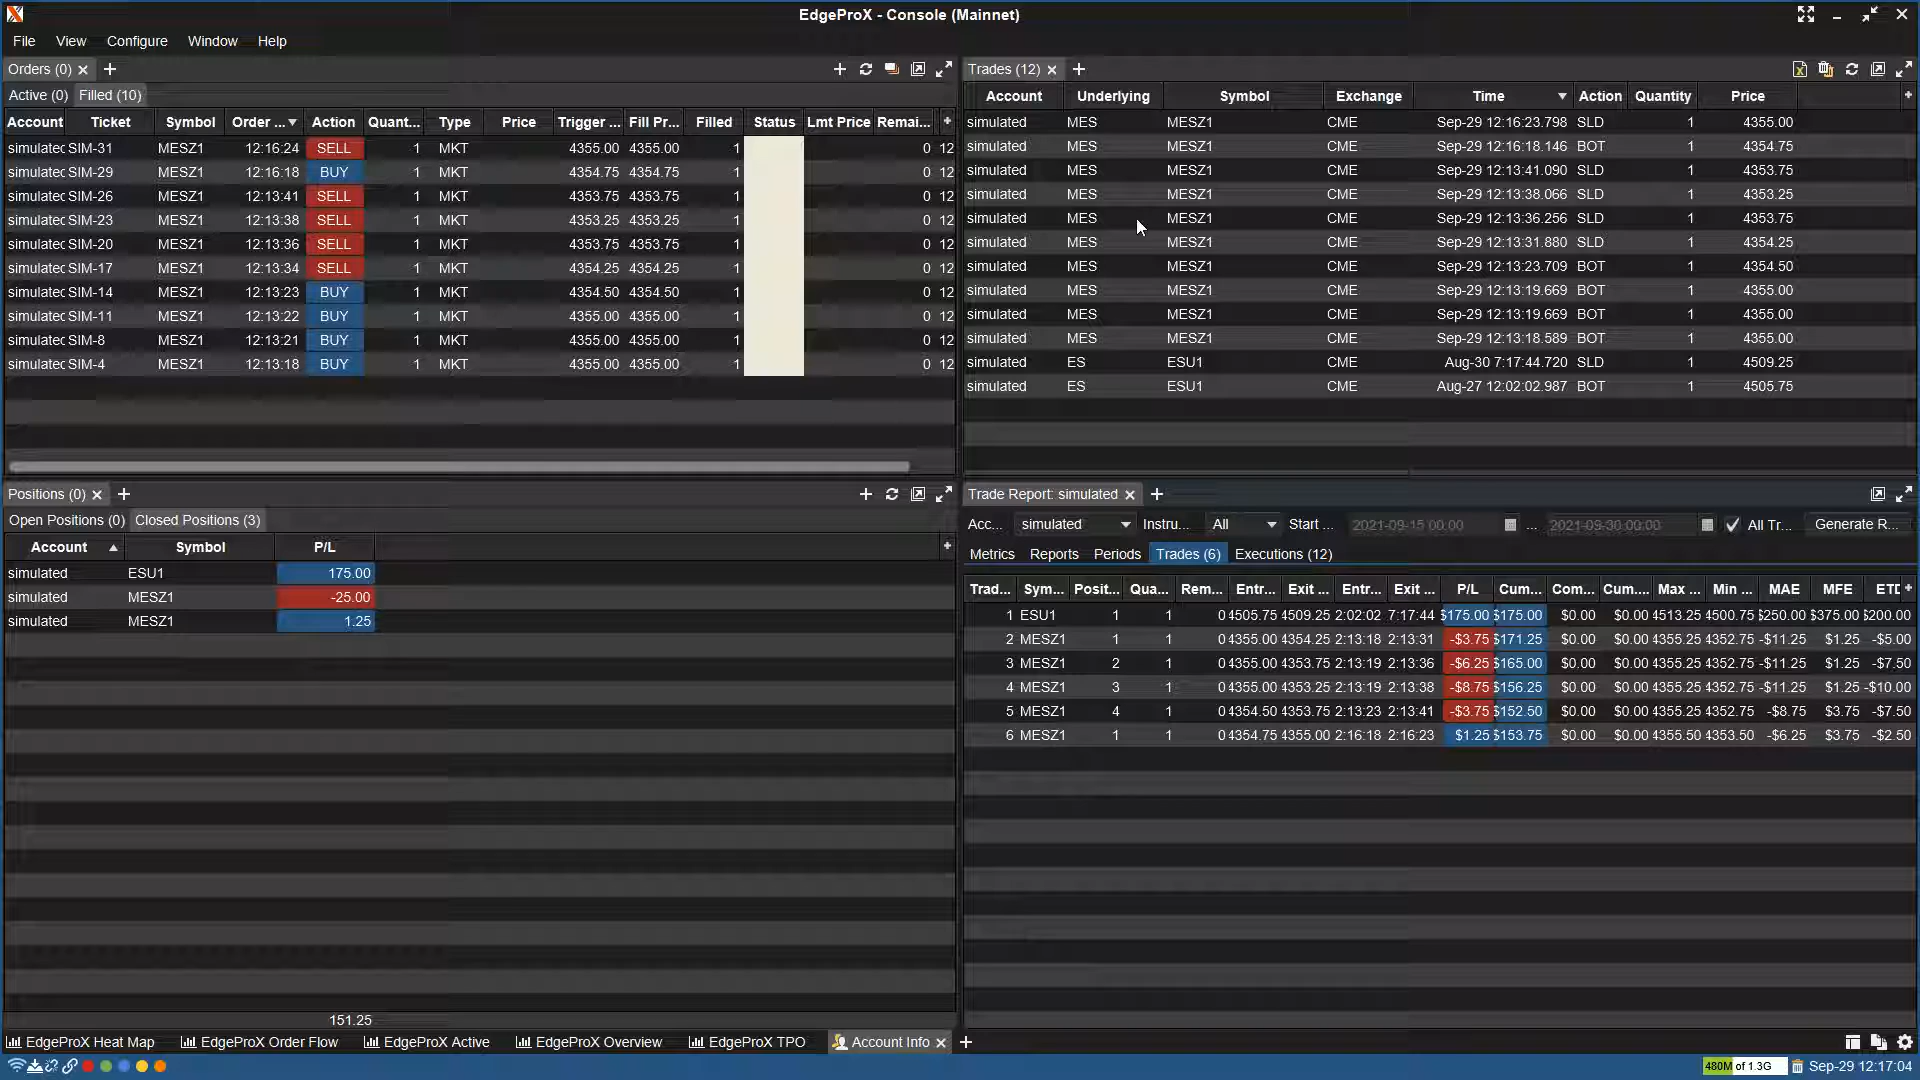 EdgeProX - Console (Mainnet)
File View Configure Window Help
Orders (0)
Active (0) Filled (10)
Account Ticket Symbol Order ... Action Quant... Type Price Trigger ... Fill Pr... Filled Status Lmt Price Remai...
simulated SIM-31 MESZ1 12:16:24 SELL 1 MKT 4355.00 4355.00 1 0 12
simulated SIM-29 MESZ1 12:16:18 BUY 1 MKT 4354.75 4354.75 1 0 12
simulated SIM-26 MESZ1 12:13:41 SELL 1 MKT 4353.75 4353.75 1 0 12
simulated SIM-23 MESZ1 12:13:38 SELL 1 MKT 4353.25 4353.25 1 0 12
simulated SIM-20 MESZ1 12:13:36 SELL 1 MKT 4353.75 4353.75 1 0 12
simulated SIM-17 MESZ1 12:13:34 SELL 1 MKT 4354.25 4354.25 1 0 12
simulated SIM-14 MESZ1 12:13:23 BUY 1 MKT 4354.50 4354.50 1 0 12
simulated SIM-11 MESZ1 12:13:22 BUY 1 MKT 4355.00 4355.00 1 0 12
simulated SIM-8 MESZ1 12:13:21 BUY 1 MKT 4355.00 4355.00 1 0 12
simulated SIM-4 MESZ1 12:13:18 BUY 1 MKT 4355.00 4355.00 1 0 12
Trades (12)
Account Underlying Symbol Exchange Time Action Quantity Price
simulated MES MESZ1 CME Sep-29 12:16:23.798 SLD 1 4355.00
simulated MES MESZ1 CME Sep-29 12:16:18.146 BOT 1 4354.75
simulated MES MESZ1 CME Sep-29 12:13:41.090 SLD 1 4353.75
simulated MES MESZ1 CME Sep-29 12:13:38.066 SLD 1 4353.25
simulated MES MESZ1 CME Sep-29 12:13:36.256 SLD 1 4353.75
simulated MES MESZ1 CME Sep-29 12:13:31.880 SLD 1 4354.25
simulated MES MESZ1 CME Sep-29 12:13:23.709 BOT 1 4354.50
simulated MES MESZ1 CME Sep-29 12:13:19.669 BOT 1 4355.00
simulated MES MESZ1 CME Sep-29 12:13:19.669 BOT 1 4355.00
simulated MES MESZ1 CME Sep-29 12:13:18.589 BOT 1 4355.00
simulated ES ESU1 CME Aug-30 7:17:44.720 SLD 1 4509.25
simulated ES ESU1 CME Aug-27 12:02:02.987 BOT 1 4505.75
Positions (0)
Open Positions (0) Closed Positions (3)
Account Symbol P/L
simulated ESU1 175.00
simulated MESZ1 -25.00
simulated MESZ1 1.25
151.25
Trade Report: simulated
Acc... simulated Instru... All Start ... 2021-09-15 00:00 ... 2021-09-30 00:00 All Tr... Generate R...
Metrics Reports Periods Trades (6) Executions (12)
Trad... Sym... Posit... Qua... Rem... Entr... Exit ... Entr... Exit ... P/L Cum... Com... Cum... Max ... Min ... MAE MFE ETD
1 ESU1 1 1 0 4505.75 4509.25 2:02:02 7:17:44 $175.00 $175.00 $0.00 $0.00 4513.25 4500.75 $250.00 $375.00 $200.00
2 MESZ1 1 1 0 4355.00 4354.25 2:13:18 2:13:31 -$3.75 $171.25 $0.00 $0.00 4355.25 4352.75 -$11.25 $1.25 -$5.00
3 MESZ1 2 1 0 4355.00 4353.75 2:13:19 2:13:36 -$6.25 $165.00 $0.00 $0.00 4355.25 4352.75 -$11.25 $1.25 -$7.50
4 MESZ1 3 1 0 4355.00 4353.25 2:13:19 2:13:38 -$8.75 $156.25 $0.00 $0.00 4355.25 4352.75 -$11.25 $1.25 -$10.00
5 MESZ1 4 1 0 4354.50 4353.75 2:13:23 2:13:41 -$3.75 $152.50 $0.00 $0.00 4355.25 4352.75 -$8.75 $3.75 -$7.50
6 MESZ1 1 1 0 4354.75 4355.00 2:16:18 2:16:23 $1.25 $153.75 $0.00 $0.00 4355.50 4353.50 -$6.25 $3.75 -$2.50
EdgeProX Heat Map EdgeProX Order Flow EdgeProX Active EdgeProX Overview EdgeProX TPO Account Info
480M of 1.3G Sep-29 12:17:04